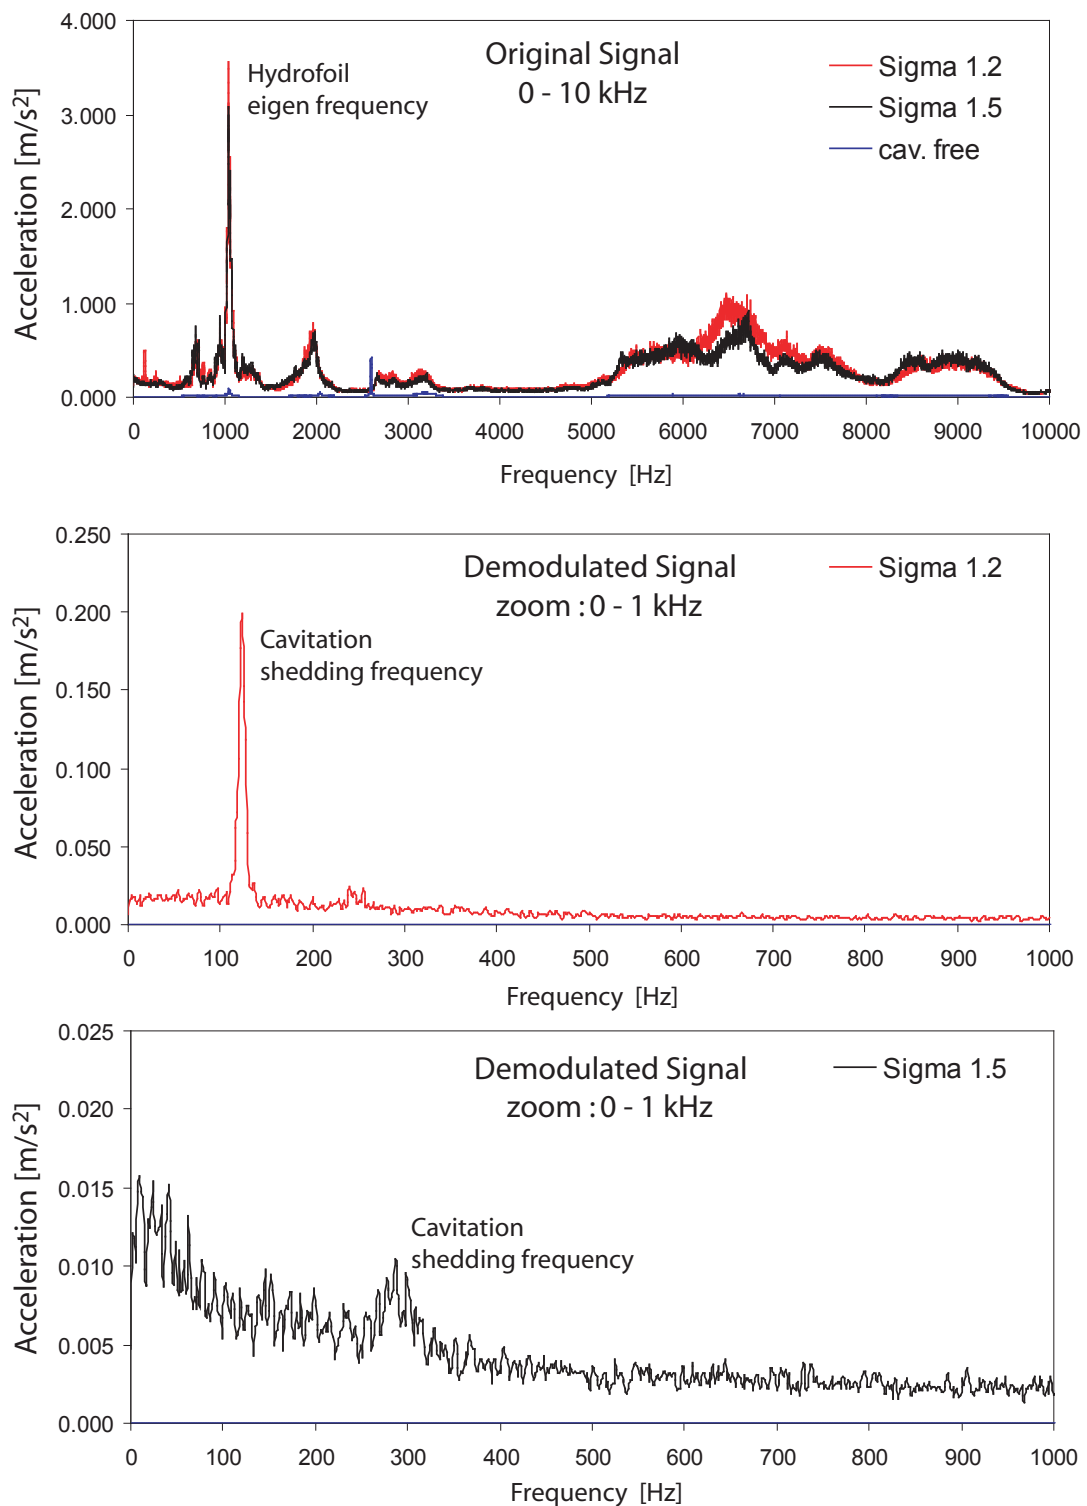 4.000
3.000
2.000
1.000
0.000
Acceleration [m/s²]
Original Signal
0 - 10 kHz
Hydrofoil
eigen frequency
Sigma 1.2
Sigma 1.5
cav. free
0 1000 2000 3000 4000 5000 6000 7000 8000 9000 10000
Frequency [Hz]
0.250
0.200
0.150
0.100
0.050
0.000
Acceleration [m/s²]
Demodulated Signal
zoom : 0 - 1 kHz
Sigma 1.2
Cavitation
shedding frequency
0 100 200 300 400 500 600 700 800 900 1000
Frequency [Hz]
0.025
0.020
0.015
0.010
0.005
0.000
Acceleration [m/s²]
Demodulated Signal
zoom : 0 - 1 kHz
Sigma 1.5
Cavitation
shedding frequency
0 100 200 300 400 500 600 700 800 900 1000
Frequency [Hz]